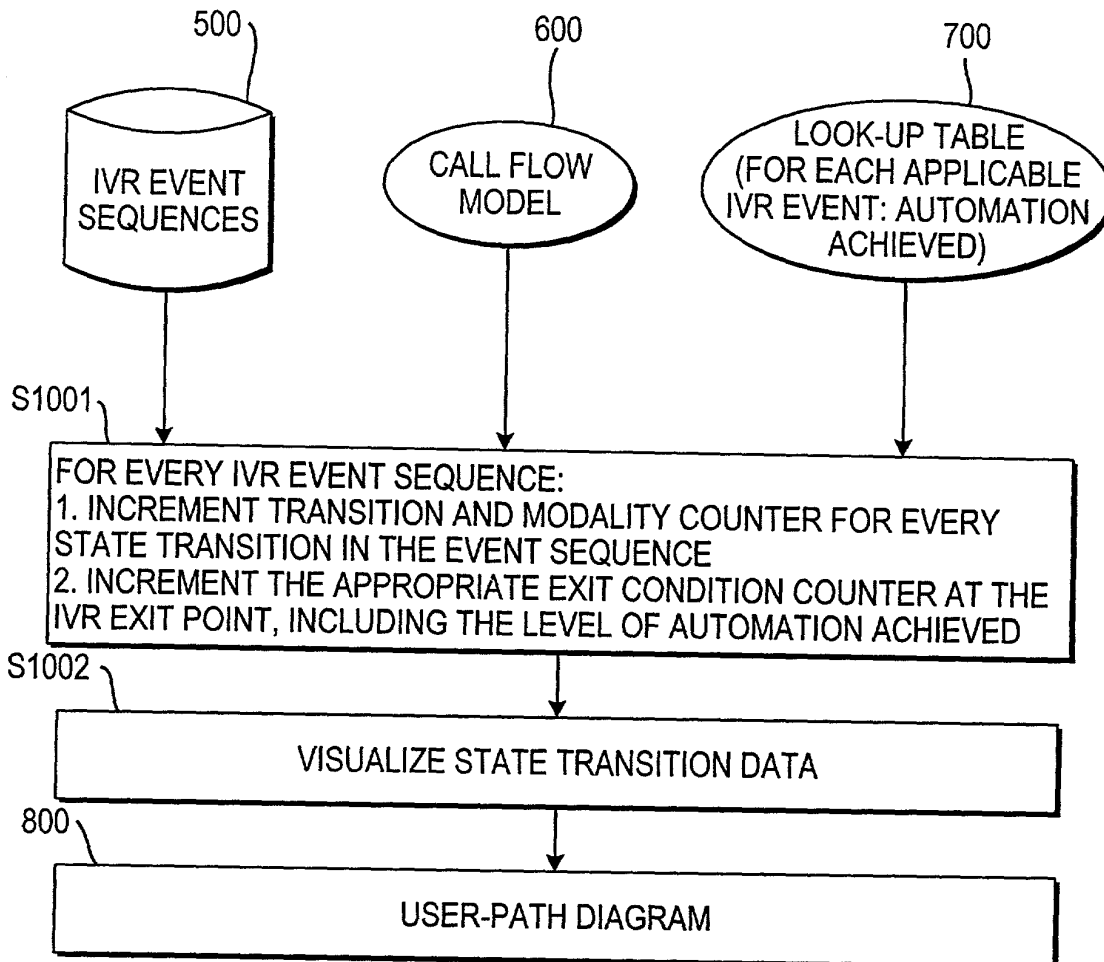 500
600
700
IVR EVENT
SEQUENCES
CALL FLOW
MODEL
LOOK-UP TABLE
(FOR EACH APPLICABLE
IVR EVENT: AUTOMATION
ACHIEVED)
S1001
FOR EVERY IVR EVENT SEQUENCE:
1. INCREMENT TRANSITION AND MODALITY COUNTER FOR EVERY
STATE TRANSITION IN THE EVENT SEQUENCE
2. INCREMENT THE APPROPRIATE EXIT CONDITION COUNTER AT THE
IVR EXIT POINT, INCLUDING THE LEVEL OF AUTOMATION ACHIEVED
S1002
VISUALIZE STATE TRANSITION DATA
800
USER-PATH DIAGRAM